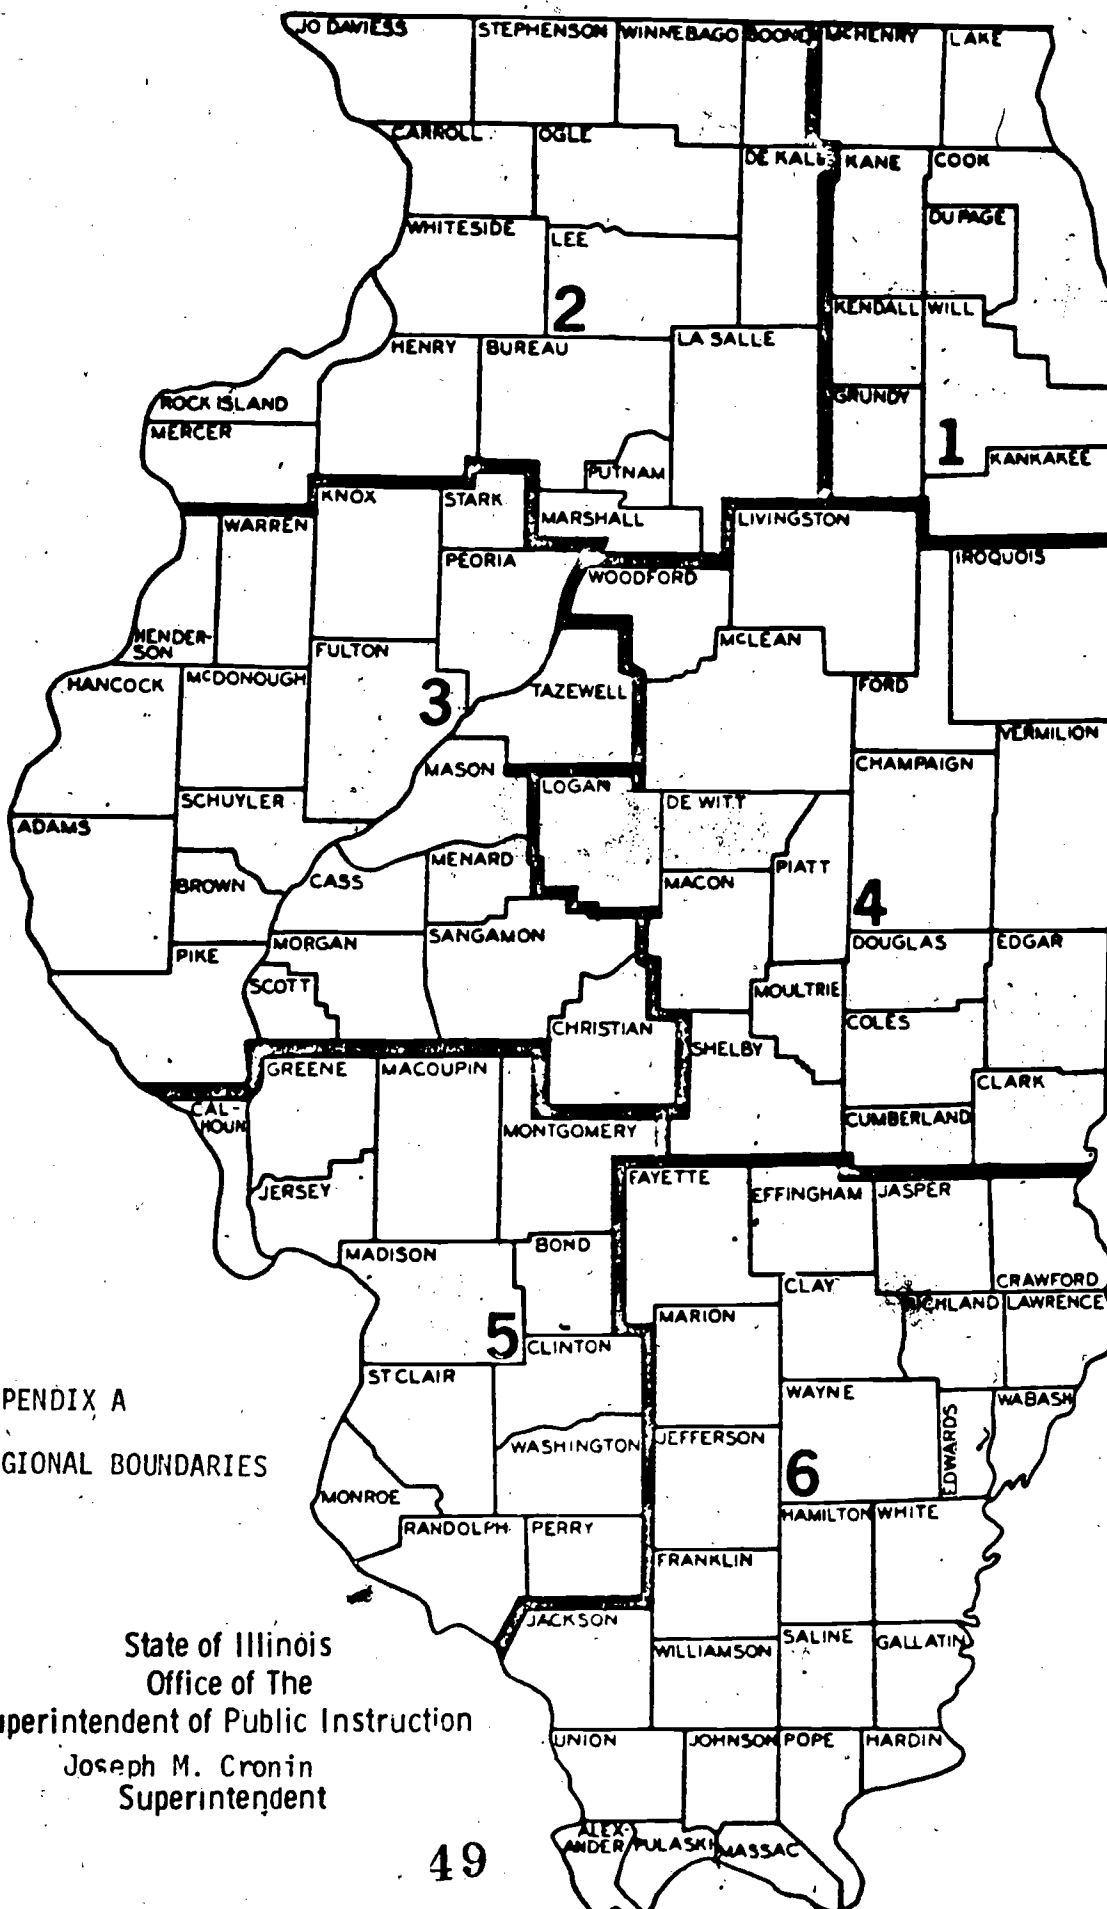 JO DAVIESS STEPHENSON WINNEBAGO BOONE MCHENRY LAKE
CARROLL OGLE DE KALB KANE COOK
WHITESIDE LEE DU PAGE
2
KENDALL WILL
HENRY BUREAU LA SALLE
ROCK ISLAND GRUNDY
MERCER 1 KANKAKEE
PUTNAM
KNOX STARK
WARREN MARSHALL LIVINGSTON
PEORIA WOODFORD IROQUOIS
HENDER-
SON
FULTON MCLEAN
HANCOCK MCDONOUGH 3 TAZEWELL FORD
VERMILION
MASON LOGAN CHAMPAIGN
SCHUYLER DE WITT
ADAMS
MENARD PIATT
BROWN CASS MACON
4
PIKE MORGAN SANGAMON DOUGLAS EDGAR
SCOTT MOULTRIE
CHRISTIAN COLES
SHELBY
GREENE MACOUPIN CLARK
CAL-
HOUN
MONTGOMERY CUMBERLAND
JERSEY FAYETTE EFFINGHAM JASPER
MADISON BOND
CLAY CRAWFORD
RICHLAND LAWRENCE
5 MARION
CLINTON
ST CLAIR WAYNE WABASH
PENDIX A
EDWARDS
WASHINGTON JEFFERSON
GIONAL BOUNDARIES
6
MONROE
RANDOLPH PERRY HAMILTON WHITE
FRANKLIN
JACKSON
WILLIAMSON SALINE GALLATIN
State of Illinois
Office of The
uperintendent of Public Instruction
Joseph M. Cronin
Superintendent
UNION JOHNSON POPE HARDIN
ALEX-
ANDER PULASKI MASSAC
49